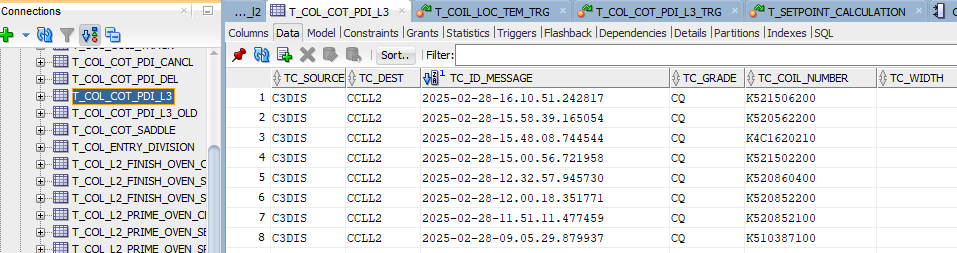 Connections
T_COL_COT_PDI_CANCL
T_COL_COT_PDI_DEL
T_COL_COT_PDI_L3
T_COL_COT_PDI_L3_OLD
T_COL_COT_SADDLE
T_COL_ENTRY_DIVISION
T_COL_L2_FINISH_OVEN_C
T_COL_L2_FINISH_OVEN_S
T_COL_L2_FINISH_OVEN_S
T_COL_L2_PRIME_OVEN_CH
T_COL_L2_PRIME_OVEN_SE
T_COL_L2_PRIME_OVEN_SP
..._l2 T_COL_COT_PDI_L3 T_COIL_LOC_TEM_TRG T_COL_COT_PDI_L3_TRG T_SETPOINT_CALCULATION
Columns Data Model Constraints Grants Statistics Triggers Flashback Dependencies Details Partitions Indexes SQL
Sort.. Filter:
TC_SOURCE TC_DEST 1 TC_ID_MESSAGE TC_GRADE TC_COIL_NUMBER TC_WIDTH
1 C3DIS CCLL2 2025-02-28-16.10.51.242817 CQ K521506200
2 C3DIS CCLL2 2025-02-28-15.58.39.165054 CQ K520562200
3 C3DIS CCLL2 2025-02-28-15.48.08.744544 CQ K4C1620210
4 C3DIS CCLL2 2025-02-28-15.00.56.721958 CQ K521502200
5 C3DIS CCLL2 2025-02-28-12.32.57.945730 CQ K520860400
6 C3DIS CCLL2 2025-02-28-12.00.18.351771 CQ K520852200
7 C3DIS CCLL2 2025-02-28-11.51.11.477459 CQ K520852100
8 C3DIS CCLL2 2025-02-28-09.05.29.879937 CQ K510387100